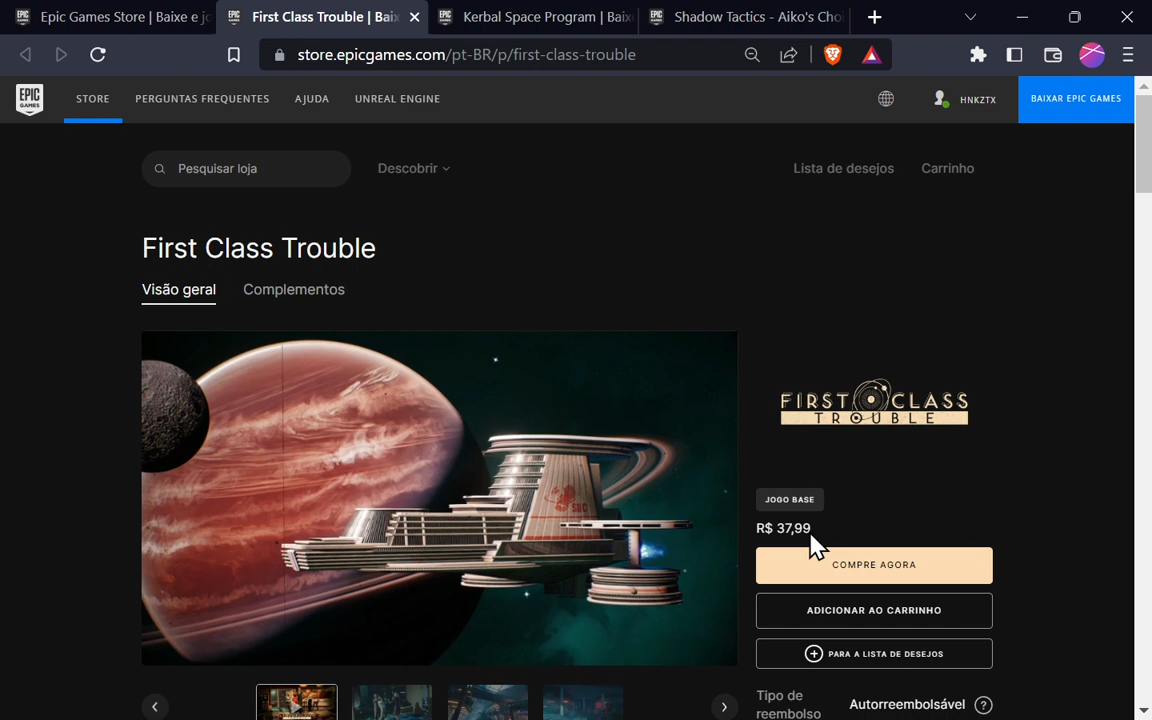 Epic Games Store | Baixe e jo
First Class Trouble | Baix
Kerbal Space Program | Baix
Shadow Tactics - Aiko's Choi
store.epicgames.com/pt-BR/p/first-class-trouble
EPIC GAMES
STORE
PERGUNTAS FREQUENTES
AJUDA
UNREAL ENGINE
HNKZTX
BAIXAR EPIC GAMES
Pesquisar loja
Descobrir
Lista de desejos
Carrinho
First Class Trouble
Visão geral
Complementos
FIRST CLASS
TROUBLE
JOGO BASE
R$ 37,99
COMPRE AGORA
ADICIONAR AO CARRINHO
PARA A LISTA DE DESEJOS
Tipo de
reembolso
Autorreembolsável